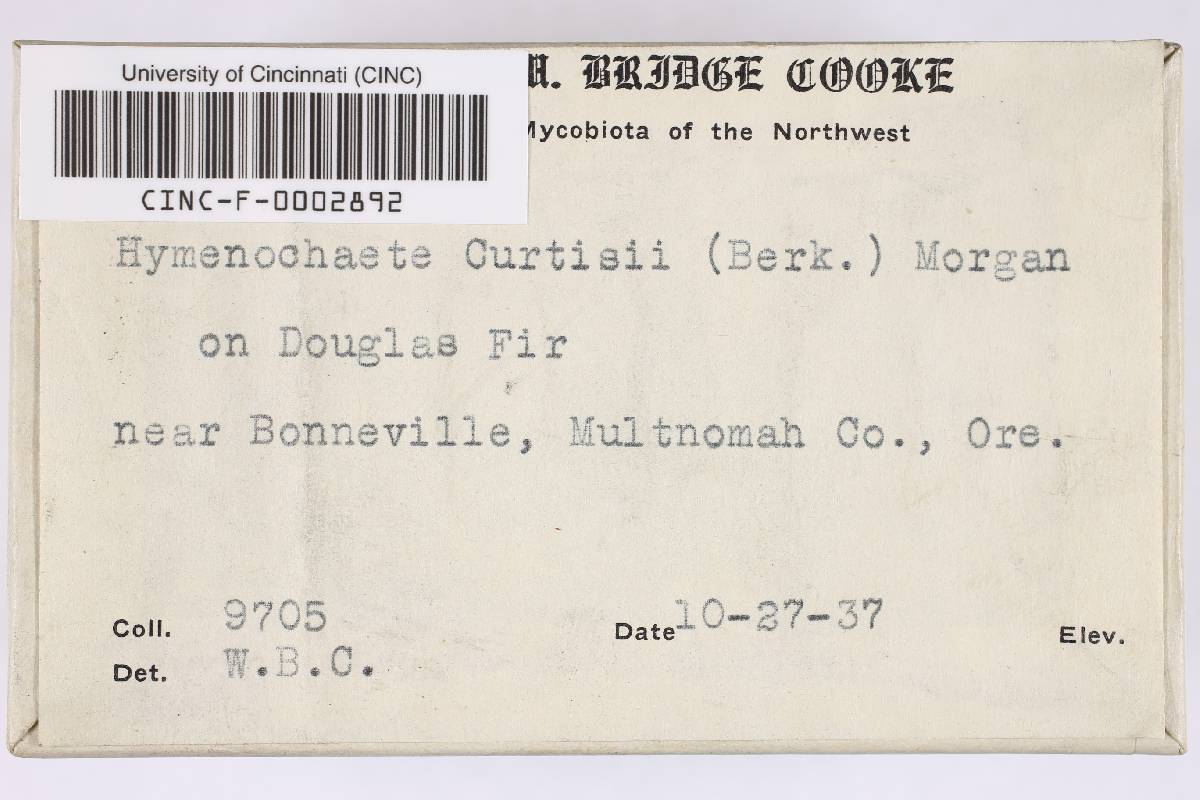 University of Cincinnati (CINC)
CINC-F-0002892
W. BRIDGE COOKE
Mycobiota of the Northwest
Hymenochaete Curtisii (Berk.) Morgan
on Douglas Fir
near Bonneville, Multnomah Co., Ore.
Coll. 9705
Date 10-27-37
Elev.
Det. W.B.C.